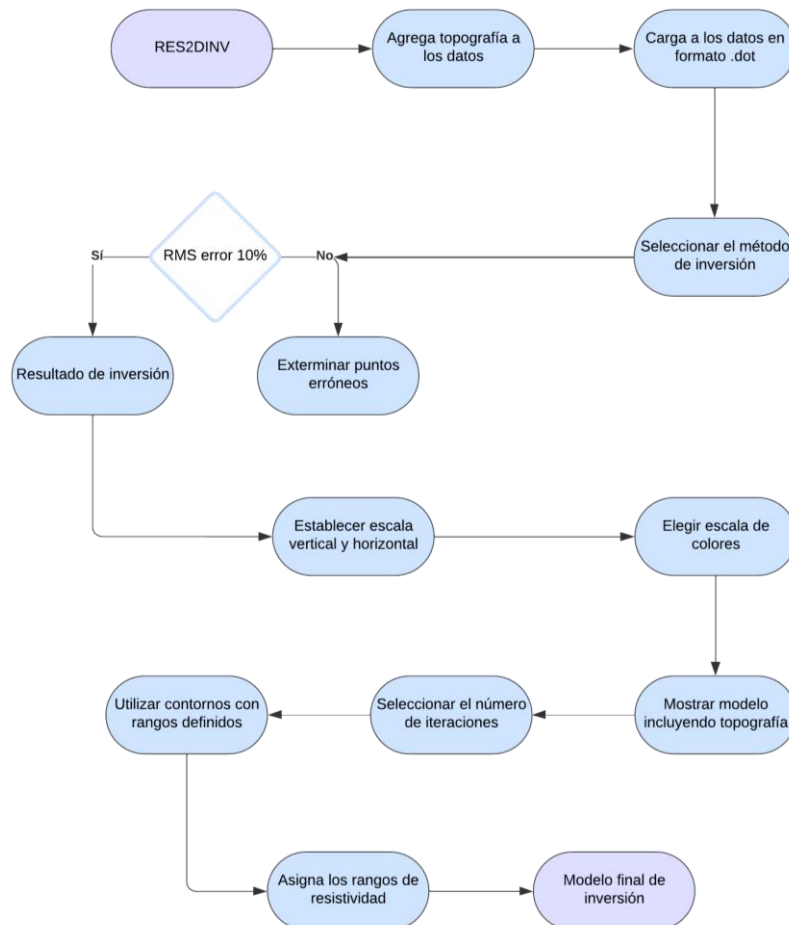 RES2DINV
Agrega topografía a
los datos
Carga a los datos en
formato .dot
Seleccionar el método
de inversión
RMS error 10%
Sí
No
Resultado de inversión
Exterminar puntos
erróneos
Establecer escala
vertical y horizontal
Elegir escala de
colores
Mostrar modelo
incluyendo topografía
Seleccionar el número
de iteraciones
Utilizar contornos con
rangos definidos
Asigna los rangos de
resistividad
Modelo final de
inversión